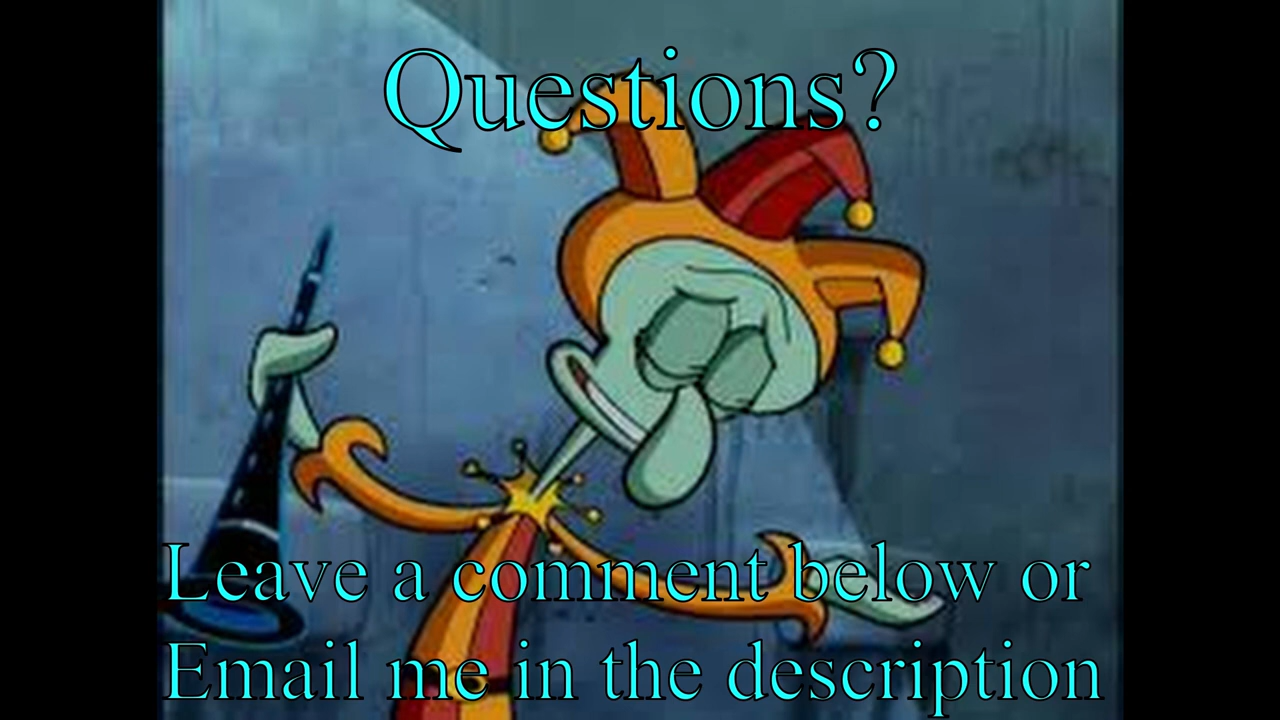 Questions?
Leave a comment below or
Email me in the description